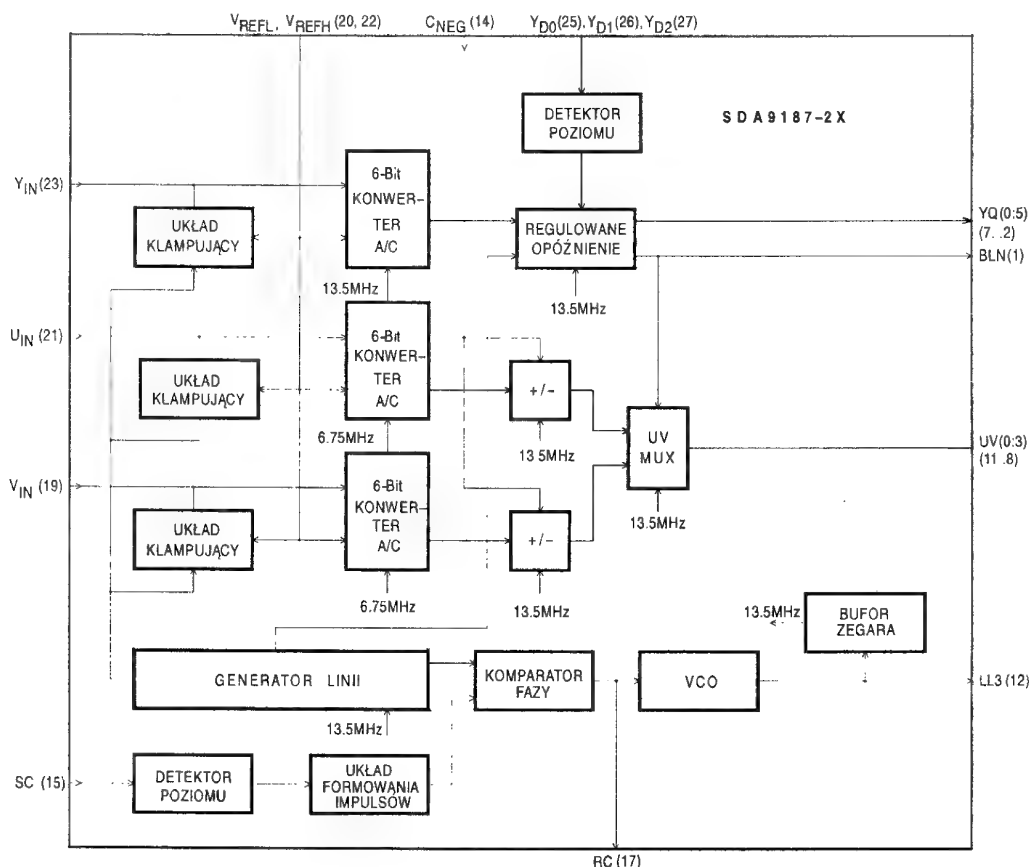 V_REFL, V_REFH (20, 22)
C_NEG (14)
Y_D0(25), Y_D1(26), Y_D2(27)
DETEKTOR
POZIOMU
SDA9187-2X
Y_IN (23)
6-Bit
KONWER-
TER
A/C
UKŁAD
KLAMPUJĄCY
REGULOWANE
OPÓŹNIENIE
YQ(0:5)
(7. .2)
BLN(1)
13.5MHz
13.5MHz
U_IN (21)
6-Bit
KONWER-
TER
A/C
UKŁAD
KLAMPUJĄCY
+/-
UV
MUX
UV(0:3)
(11 .8)
6.75MHz
13 5MHz
V_IN (19)
6-Bit
KONWER-
TER
A/C
13.5MHz
UKŁAD
KLAMPUJĄCY
+/-
6.75MHz
13.5MHz
13.5MHz
BUFOR
ZEGARA
GENERATOR LINII
KOMPARATOR
FAZY
VCO
LL3 (12)
13.5MHz
SC (15)
DETEKTOR
POZIOMU
UKŁAD
FORMOWANIA
IMPULSÓW
RC (17)